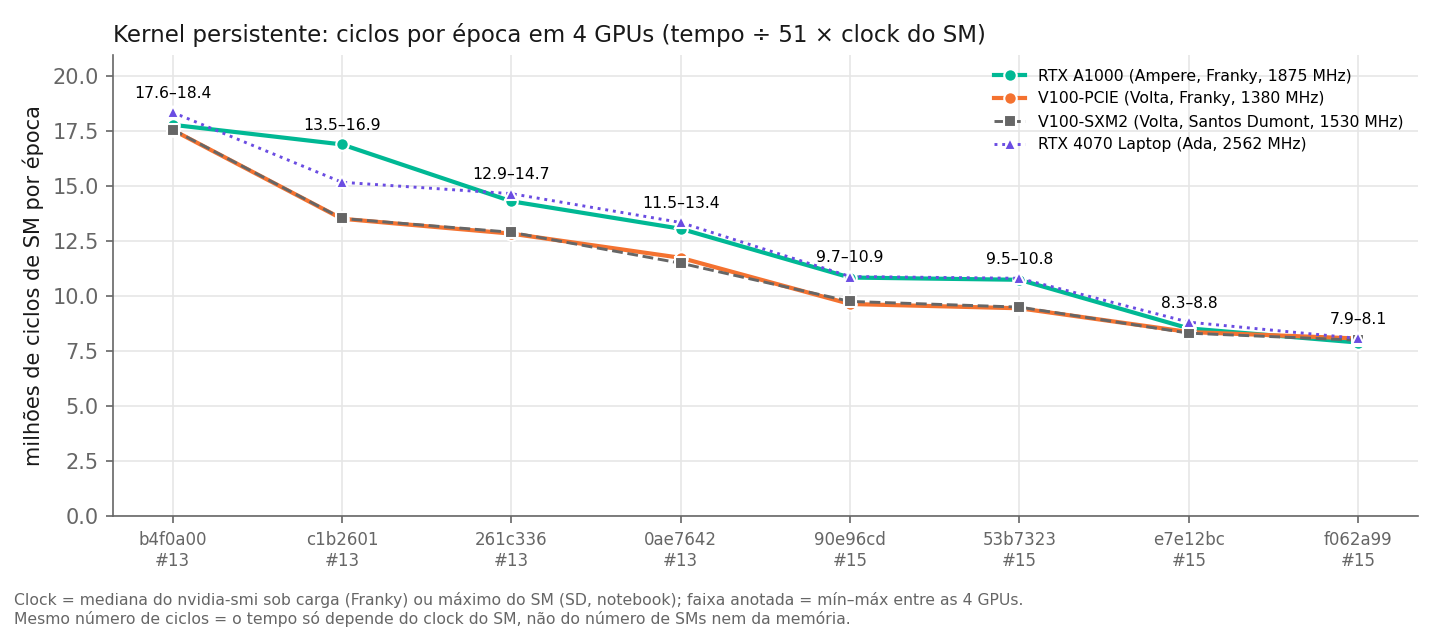 Kernel persistente: ciclos por época em 4 GPUs (tempo ÷ 51 × clock do SM)
milhões de ciclos de SM por época
20.0
17.5
15.0
12.5
10.0
7.5
5.0
2.5
0.0
RTX A1000 (Ampere, Franky, 1875 MHz)
V100-PCIE (Volta, Franky, 1380 MHz)
V100-SXM2 (Volta, Santos Dumont, 1530 MHz)
RTX 4070 Laptop (Ada, 2562 MHz)
17.6–18.4
13.5–16.9
12.9–14.7
11.5–13.4
9.7–10.9
9.5–10.8
8.3–8.8
7.9–8.1
b4f0a00
#13
c1b2601
#13
261c336
#13
0ae7642
#13
90e96cd
#15
53b7323
#15
e7e12bc
#15
f062a99
#15
Clock = mediana do nvidia-smi sob carga (Franky) ou máximo do SM (SD, notebook); faixa anotada = mín–máx entre as 4 GPUs.
Mesmo número de ciclos = o tempo só depende do clock do SM, não do número de SMs nem da memória.